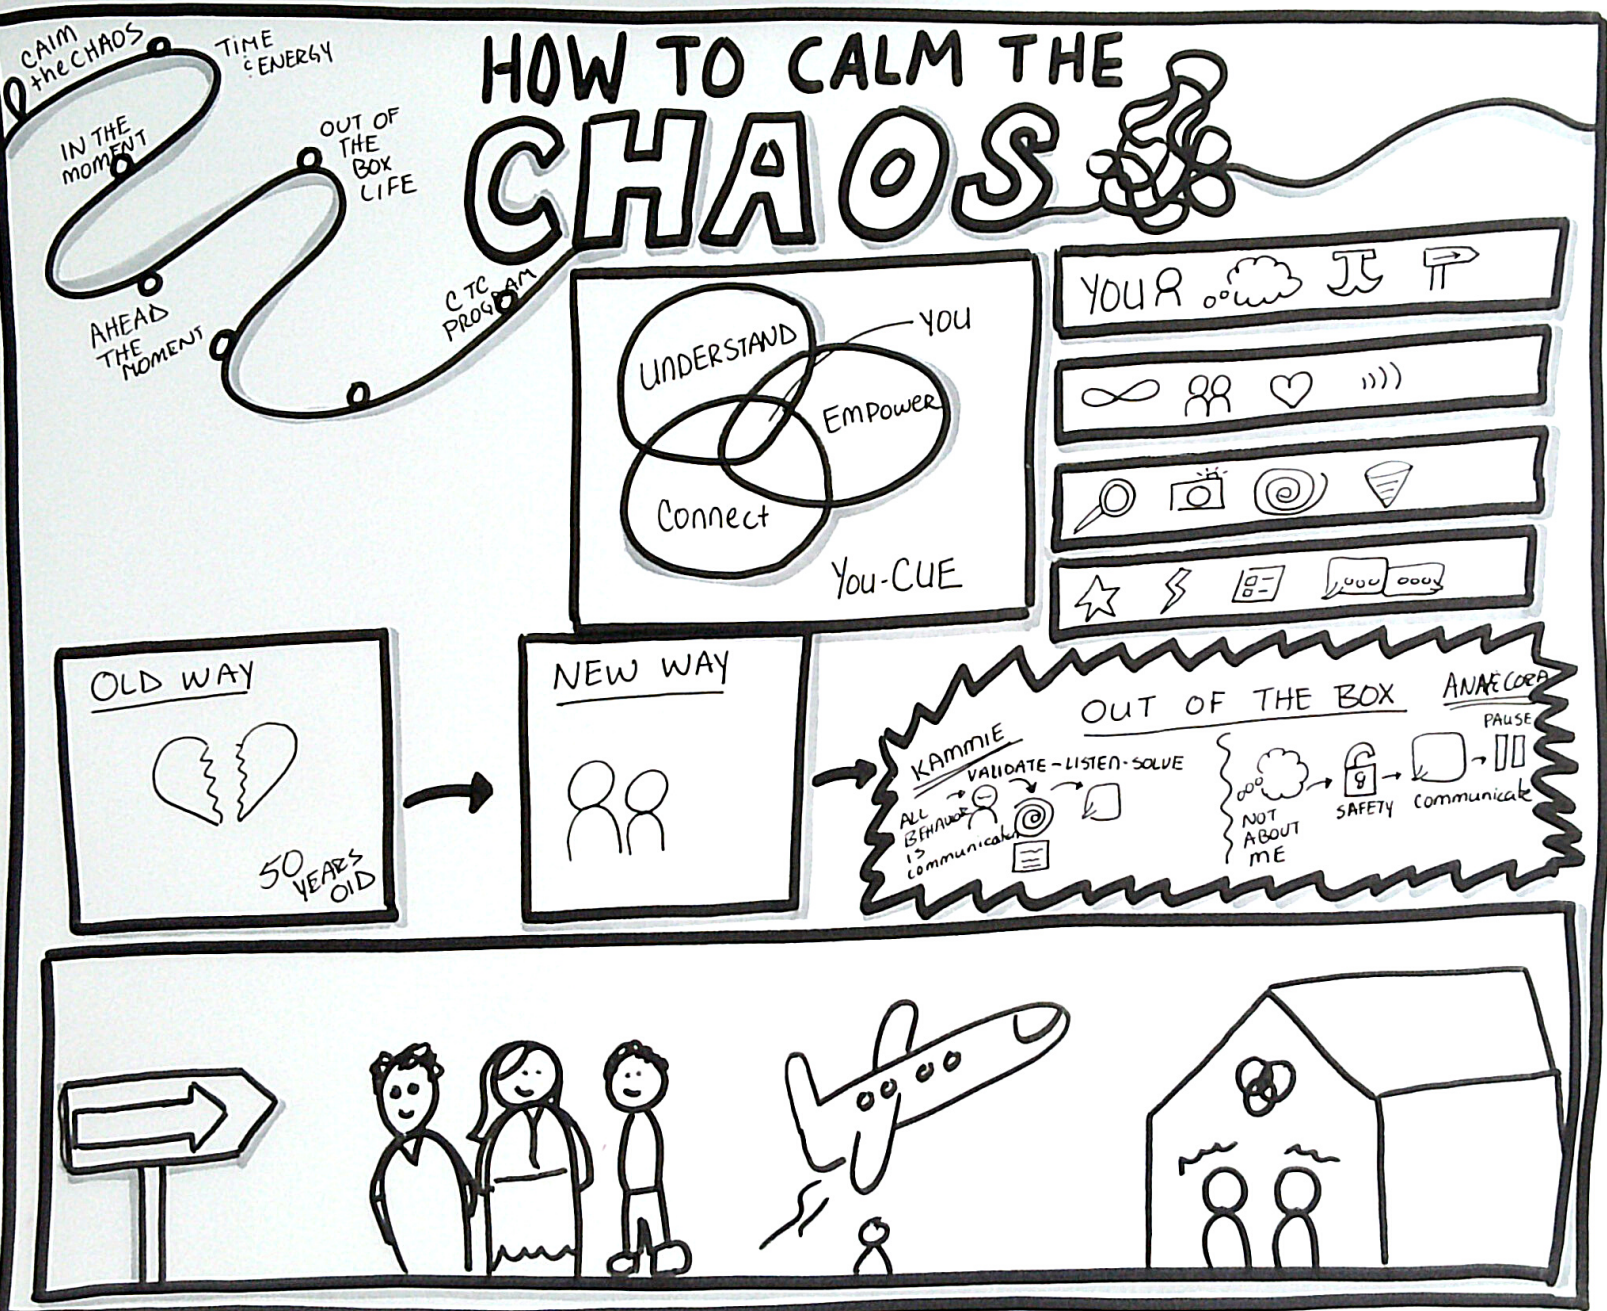 HOW TO CALM THE
CHAOS
CAlM
the CHAOS
TIME
& ENERGY
IN THE
MOMENT
OUT OF
THE
BOX
LIFE
AHEAD
THE
MOMENT
CTC
PROGRAM
UNDERSTAND
YOU
EMPOWER
Connect
You-CUE
YOU
OLD WAY
50
YEARS
OlD
NEW WAY
OUT OF THE BOX
KAMMIE
VALIDATE-LISTEN-SOLVE
ALL
BEHAVIOR
IS
communication
ANA & CORA
PAUSE
NOT
ABOUT
ME
SAFETY
communicate